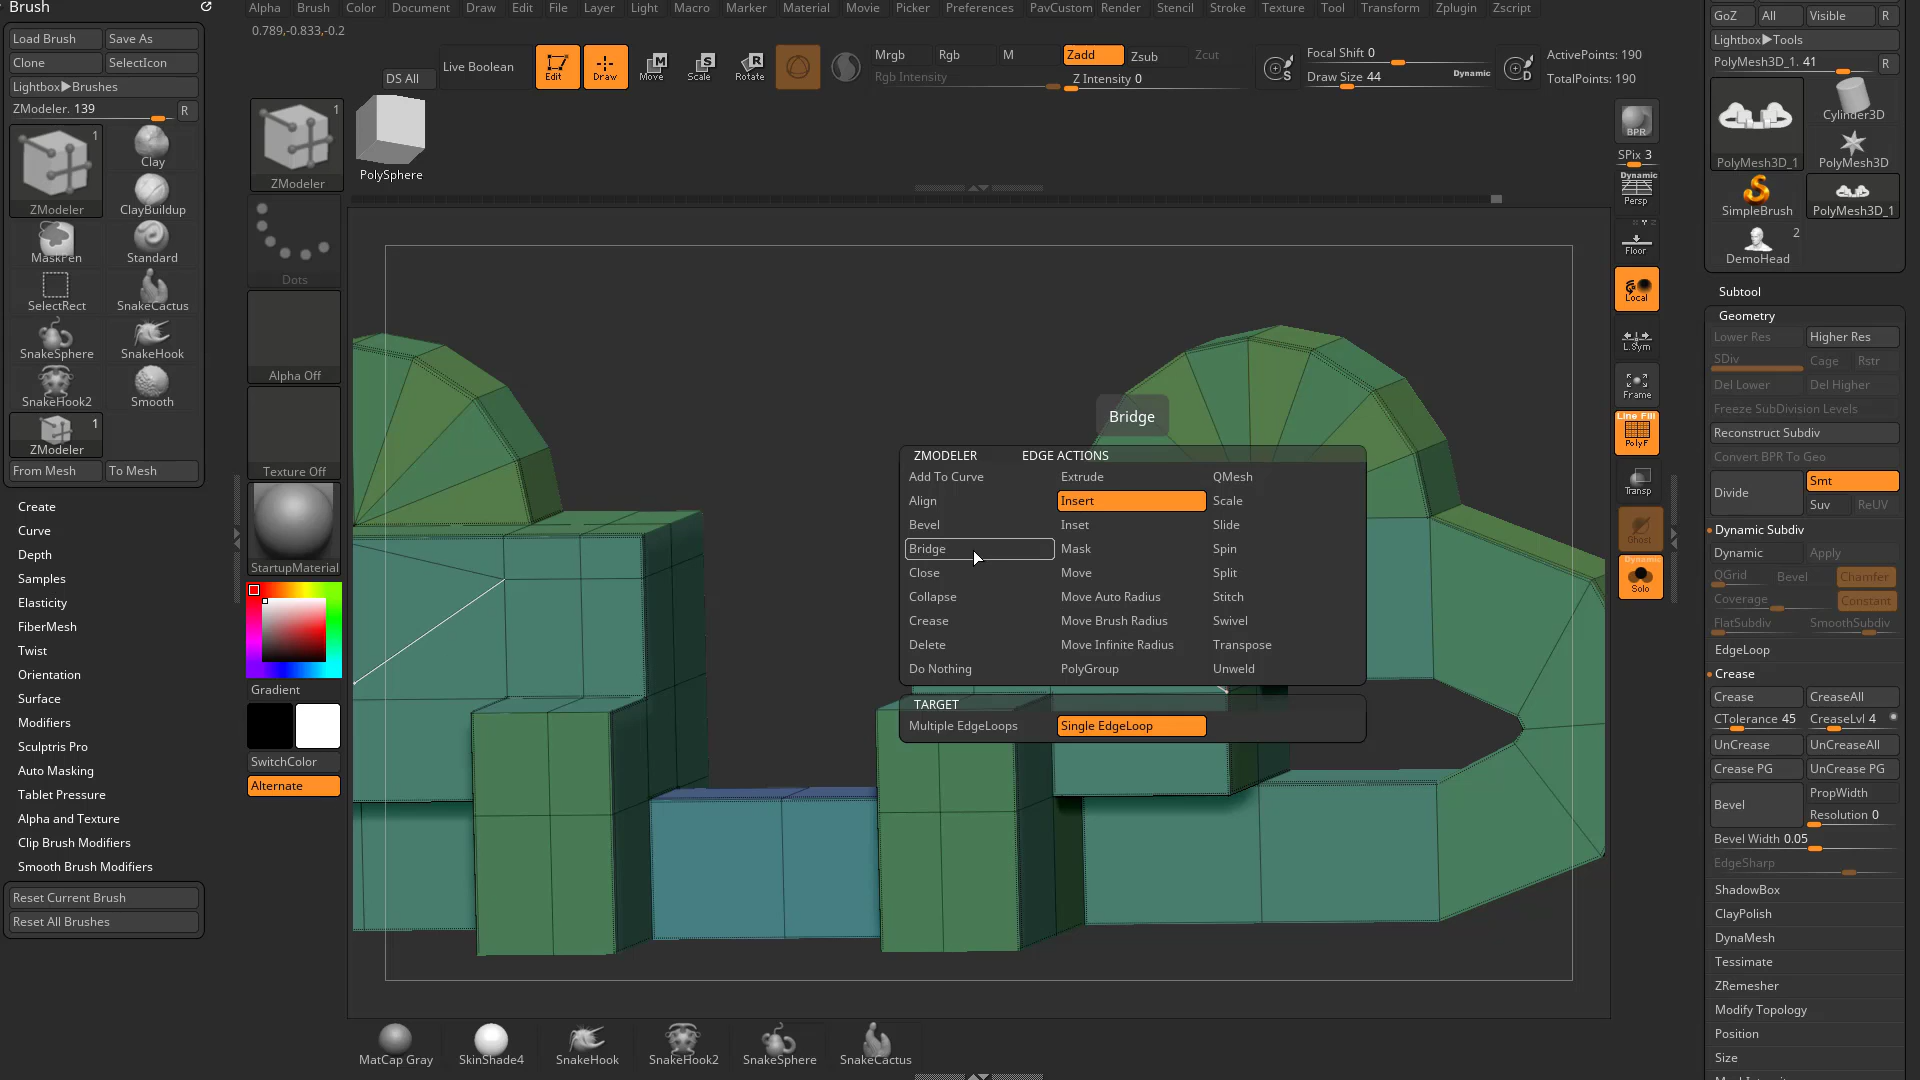 Brush
Load Brush
Save As
Clone
SelectIcon
Lightbox▶Brushes
ZModeler. 139
R
1
ZModeler
Clay
ClayBuildup
MaskPen
Standard
SelectRect
SnakeCactus
SnakeSphere
SnakeHook
SnakeHook2
Smooth
1
ZModeler
From Mesh
To Mesh
Create
Curve
Depth
Samples
Elasticity
FiberMesh
Twist
Orientation
Surface
Modifiers
Sculptris Pro
Auto Masking
Tablet Pressure
Alpha and Texture
Clip Brush Modifiers
Smooth Brush Modifiers
Reset Current Brush
Reset All Brushes
Alpha Brush Color Document Draw Edit File Layer Light Macro Marker Material Movie Picker Preferences PavCustom Render Stencil Stroke Texture Tool Transform Zplugin Zscript
0.789,-0.833,-0.2
DS All
Live Boolean
Edit
Draw
Move
Scale
Rotate
Mrgb
Rgb
M
Zadd
Zsub
Zcut
Rgb Intensity
Z Intensity 0
Focal Shift 0
Draw Size 44
Dynamic
S
D
ActivePoints: 190
TotalPoints: 190
1
ZModeler
PolySphere
Dots
Alpha Off
Texture Off
StartupMaterial
Gradient
SwitchColor
Alternate
Bridge
ZMODELER EDGE ACTIONS
Add To Curve Extrude QMesh
Align Insert Scale
Bevel Inset Slide
Bridge Mask Spin
Close Move Split
Collapse Move Auto Radius Stitch
Crease Move Brush Radius Swivel
Delete Move Infinite Radius Transpose
Do Nothing PolyGroup Unweld
TARGET
Multiple EdgeLoops Single EdgeLoop
MatCap Gray
SkinShade4
SnakeHook
SnakeHook2
SnakeSphere
SnakeCactus
BPR
SPix 3
Dynamic
Persp
Floor
Local
L.Sym
Frame
Line Fill
PolyF
Transp
Ghost
Dynamic
Solo
GoZ
All
Visible
R
Lightbox▶Tools
PolyMesh3D_1. 41
R
PolyMesh3D_1
Cylinder3D
PolyMesh3D
SimpleBrush
PolyMesh3D_1
2
DemoHead
Subtool
Geometry
Lower Res
Higher Res
SDiv
Cage
Rstr
Del Lower
Del Higher
Freeze SubDivision Levels
Reconstruct Subdiv
Convert BPR To Geo
Divide
Smt
Suv
ReUV
Dynamic Subdiv
Dynamic
Apply
QGrid
Bevel
Chamfer
Coverage
Constant
FlatSubdiv
SmoothSubdiv
EdgeLoop
Crease
Crease
CreaseAll
CTolerance 45
CreaseLvl 4
UnCrease
UnCreaseAll
Crease PG
UnCrease PG
Bevel
PropWidth
Resolution 0
Bevel Width 0.05
EdgeSharp
ShadowBox
ClayPolish
DynaMesh
Tessimate
ZRemesher
Modify Topology
Position
Size